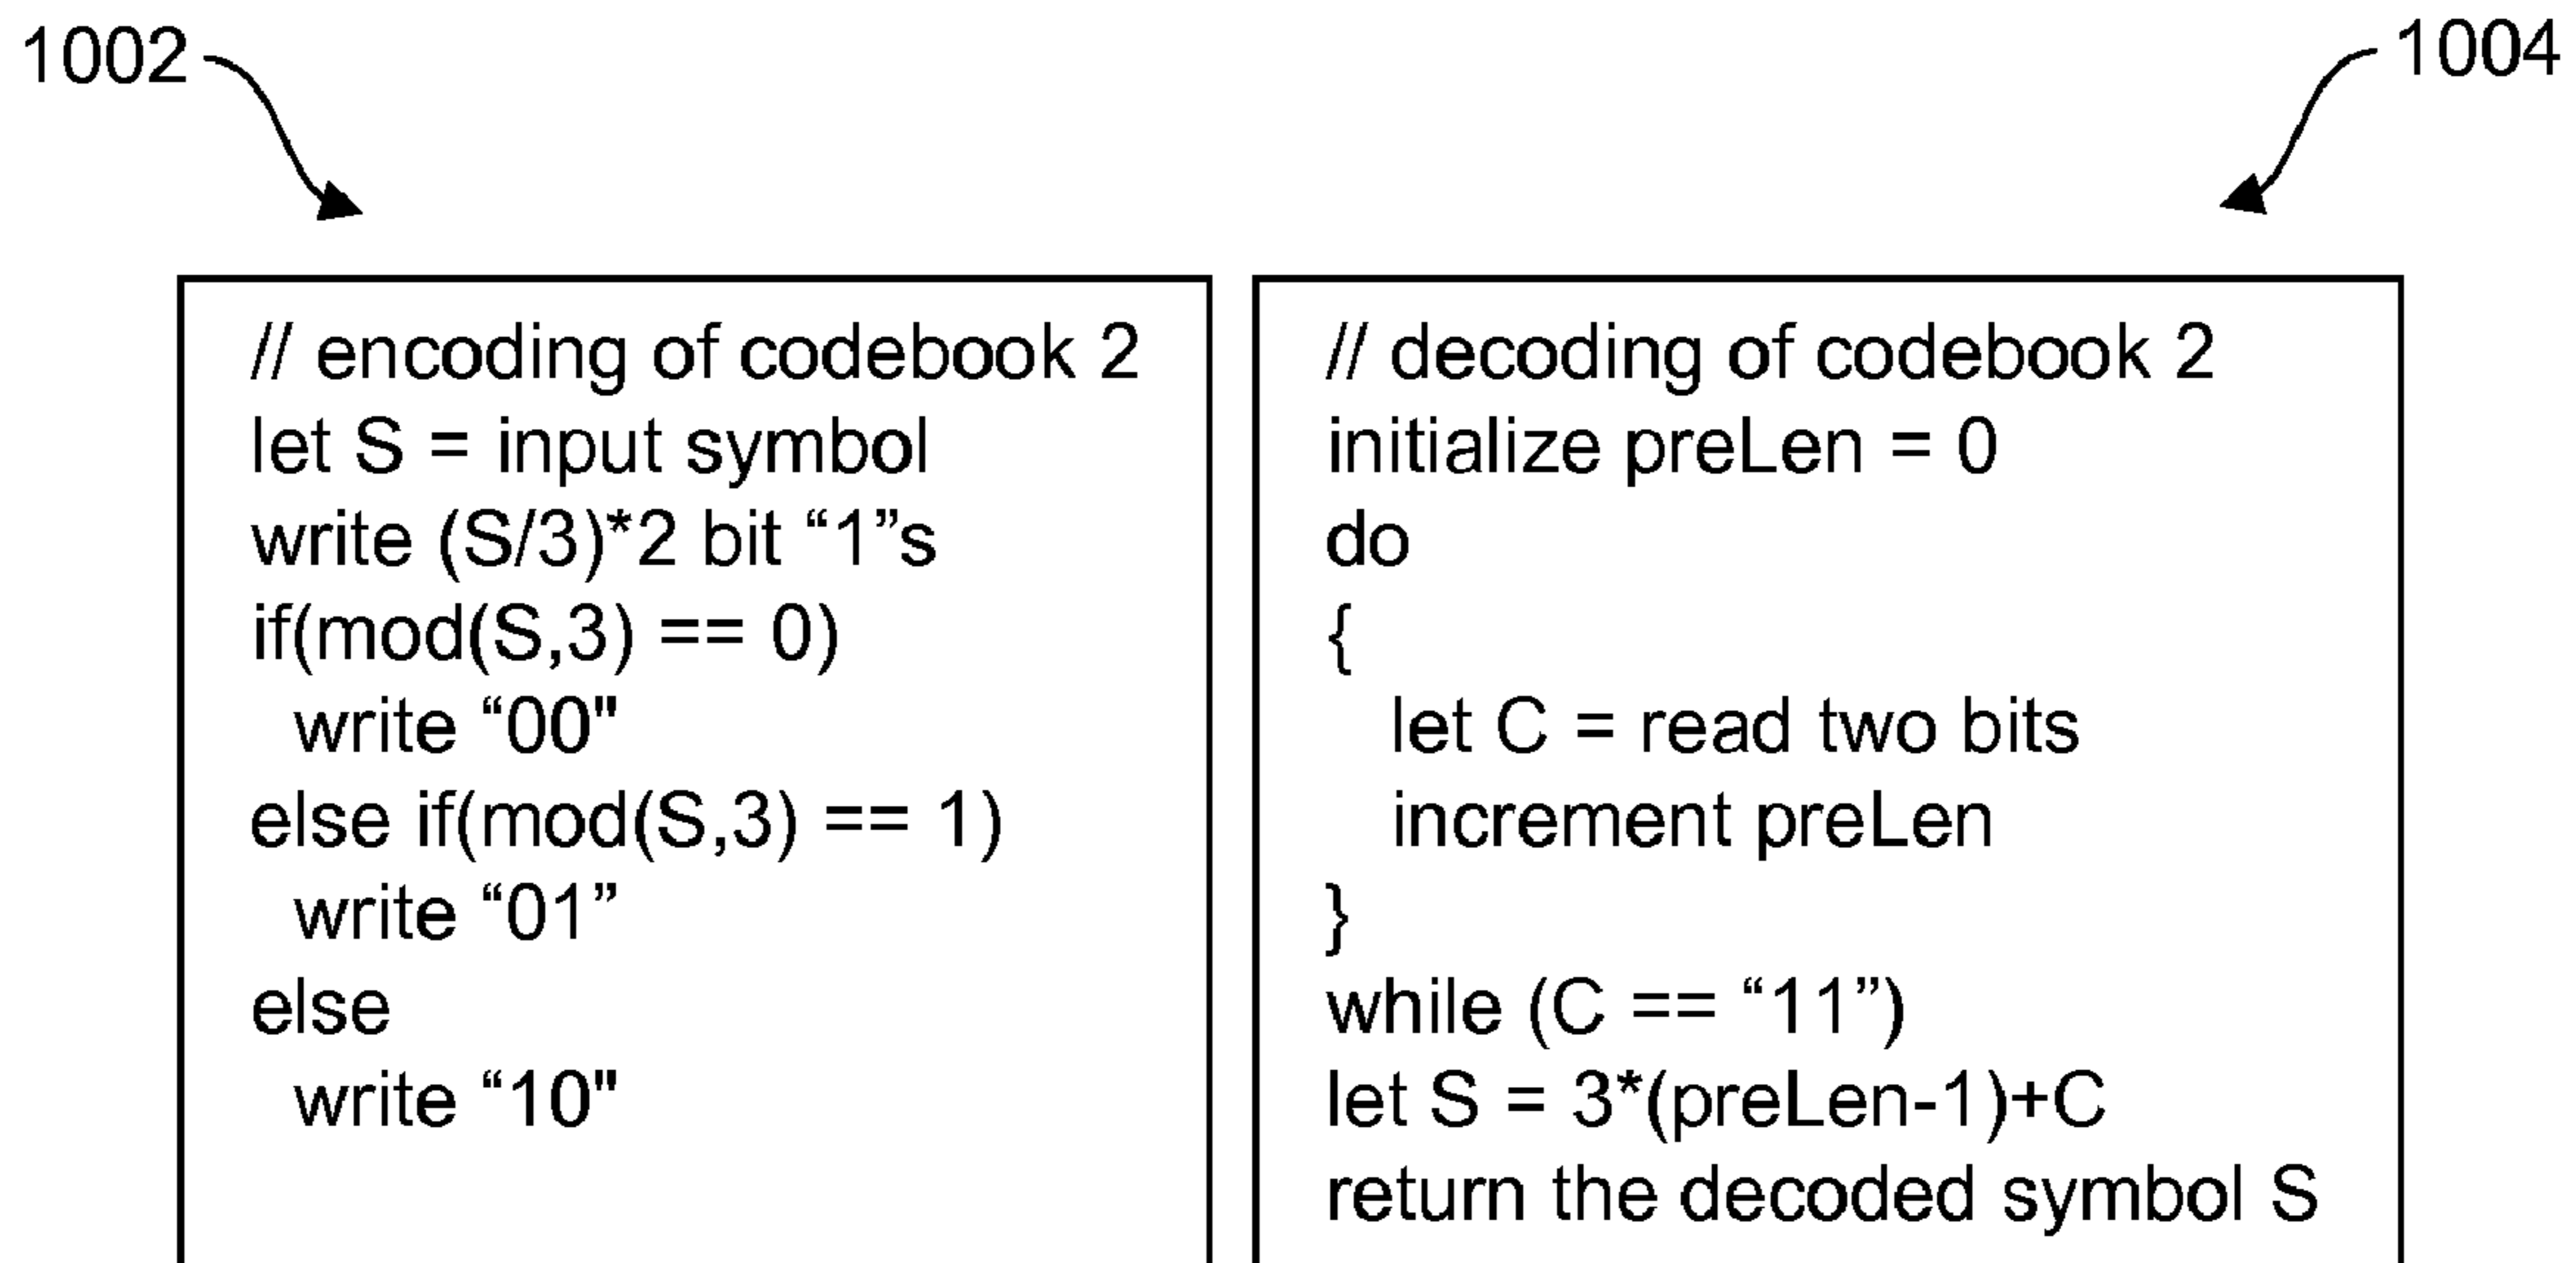 1002
1004
// encoding of codebook 2
let S = input symbol
write (S/3)*2 bit “1”s
if(mod(S,3) == 0)
write “00"
else if(mod(S,3) == 1)
write “01”
else
write “10"
// decoding of codebook 2
initialize preLen = 0
do
{
let C = read two bits
increment preLen
}
while (C == “11”)
let S = 3*(preLen-1)+C
return the decoded symbol S